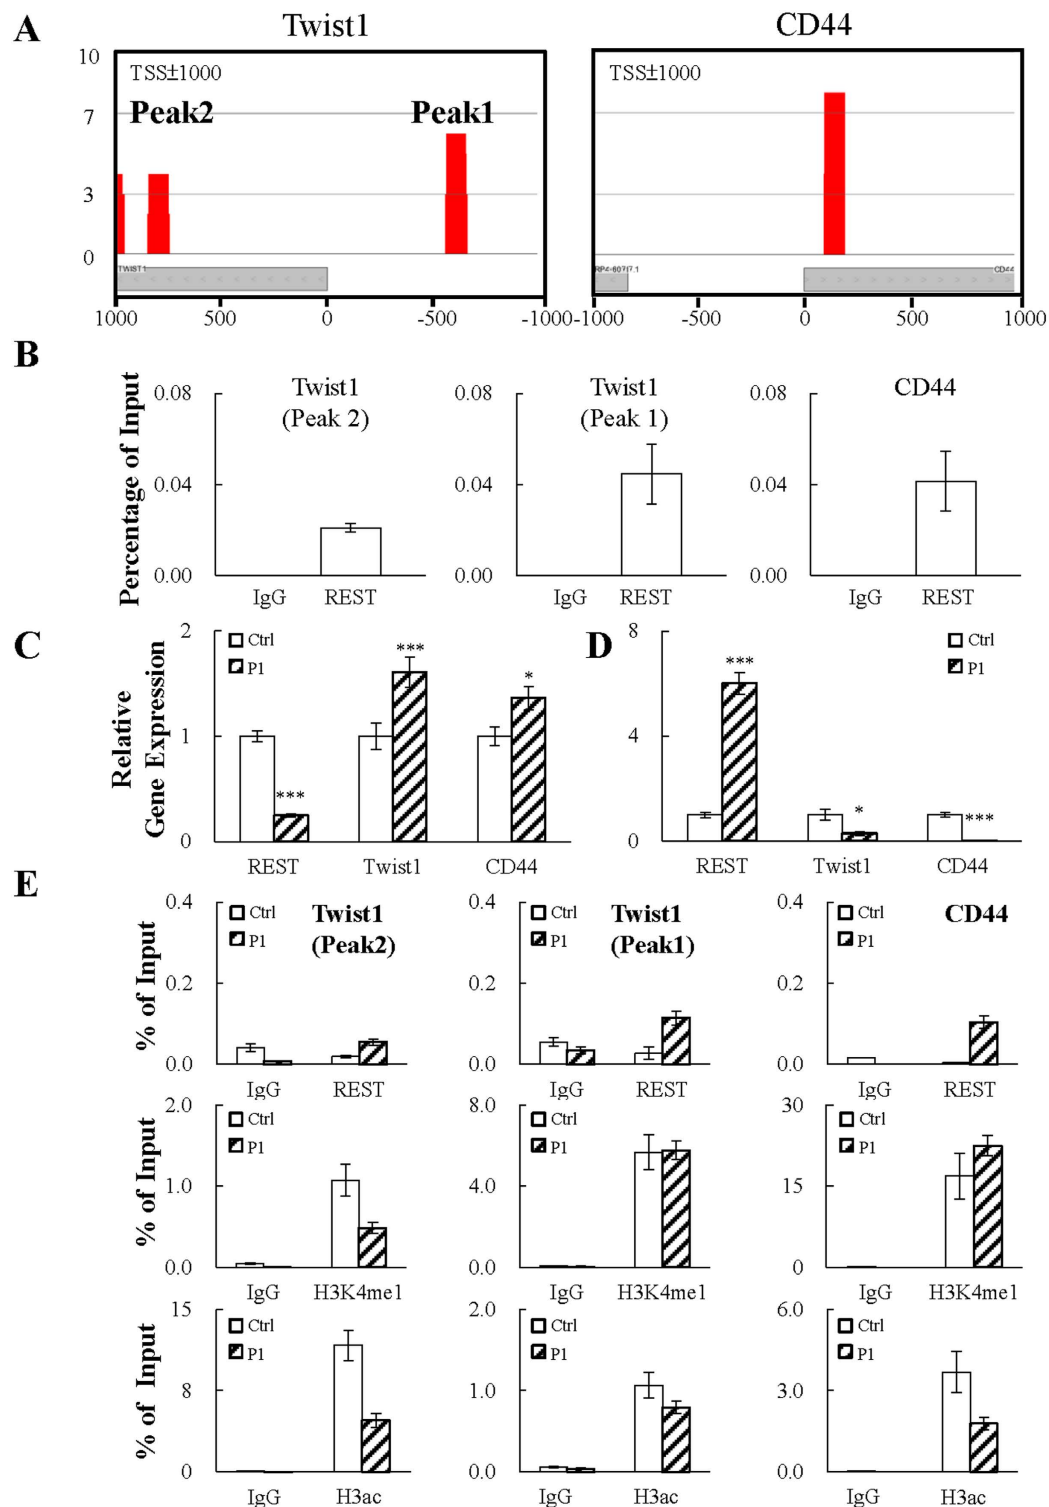 A
Twist1
CD44
TSS±1000
TSS±1000
Peak2
Peak1
10
7
3
0
TWIST1
CD44
1000 500 0 -500 -1000
-1000 -500 0 500 1000
B
Percentage of Input
Twist1
(Peak 2)
0.08
0.04
0.00
IgG REST
Twist1
(Peak 1)
0.08
0.04
0.00
IgG REST
CD44
0.08
0.04
0.00
IgG REST
C
Relative
Gene Expression
2
1
0
Ctrl
P1
***
***
*
REST Twist1 CD44
D
8
4
0
Ctrl
P1
***
*
***
REST Twist1 CD44
E
% of Input
0.4
0.2
0.0
Ctrl
P1
Twist1
(Peak2)
IgG REST
0.4
0.2
0.0
Ctrl
P1
Twist1
(Peak1)
IgG REST
0.4
0.2
0.0
Ctrl
P1
CD44
IgG REST
% of Input
2.0
1.0
0.0
Ctrl
P1
IgG H3K4me1
8.0
4.0
0.0
Ctrl
P1
IgG H3K4me1
30
15
0
Ctrl
P1
IgG H3K4me1
% of Input
15
8
0
Ctrl
P1
IgG H3ac
2.0
1.0
0.0
Ctrl
P1
IgG H3ac
6.0
3.0
0.0
Ctrl
P1
IgG H3ac